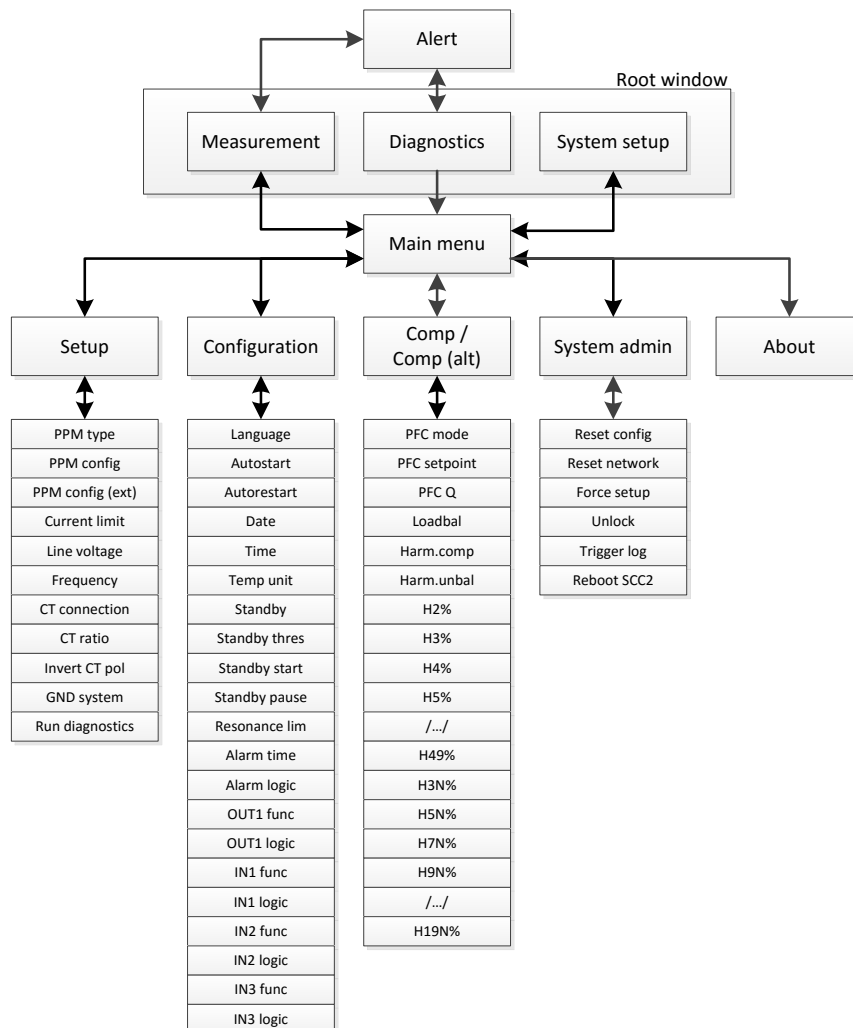 Alert
Root window
Measurement
Diagnostics
System setup
Main menu
Setup
Configuration
Comp /
Comp (alt)
System admin
About
PPM type
PPM config
PPM config (ext)
Current limit
Line voltage
Frequency
CT connection
CT ratio
Invert CT pol
GND system
Run diagnostics
Language
Autostart
Autorestart
Date
Time
Temp unit
Standby
Standby thres
Standby start
Standby pause
Resonance lim
Alarm time
Alarm logic
OUT1 func
OUT1 logic
IN1 func
IN1 logic
IN2 func
IN2 logic
IN3 func
IN3 logic
PFC mode
PFC setpoint
PFC Q
Loadbal
Harm.comp
Harm.unbal
H2%
H3%
H4%
H5%
/.../
H49%
H3N%
H5N%
H7N%
H9N%
/.../
H19N%
Reset config
Reset network
Force setup
Unlock
Trigger log
Reboot SCC2